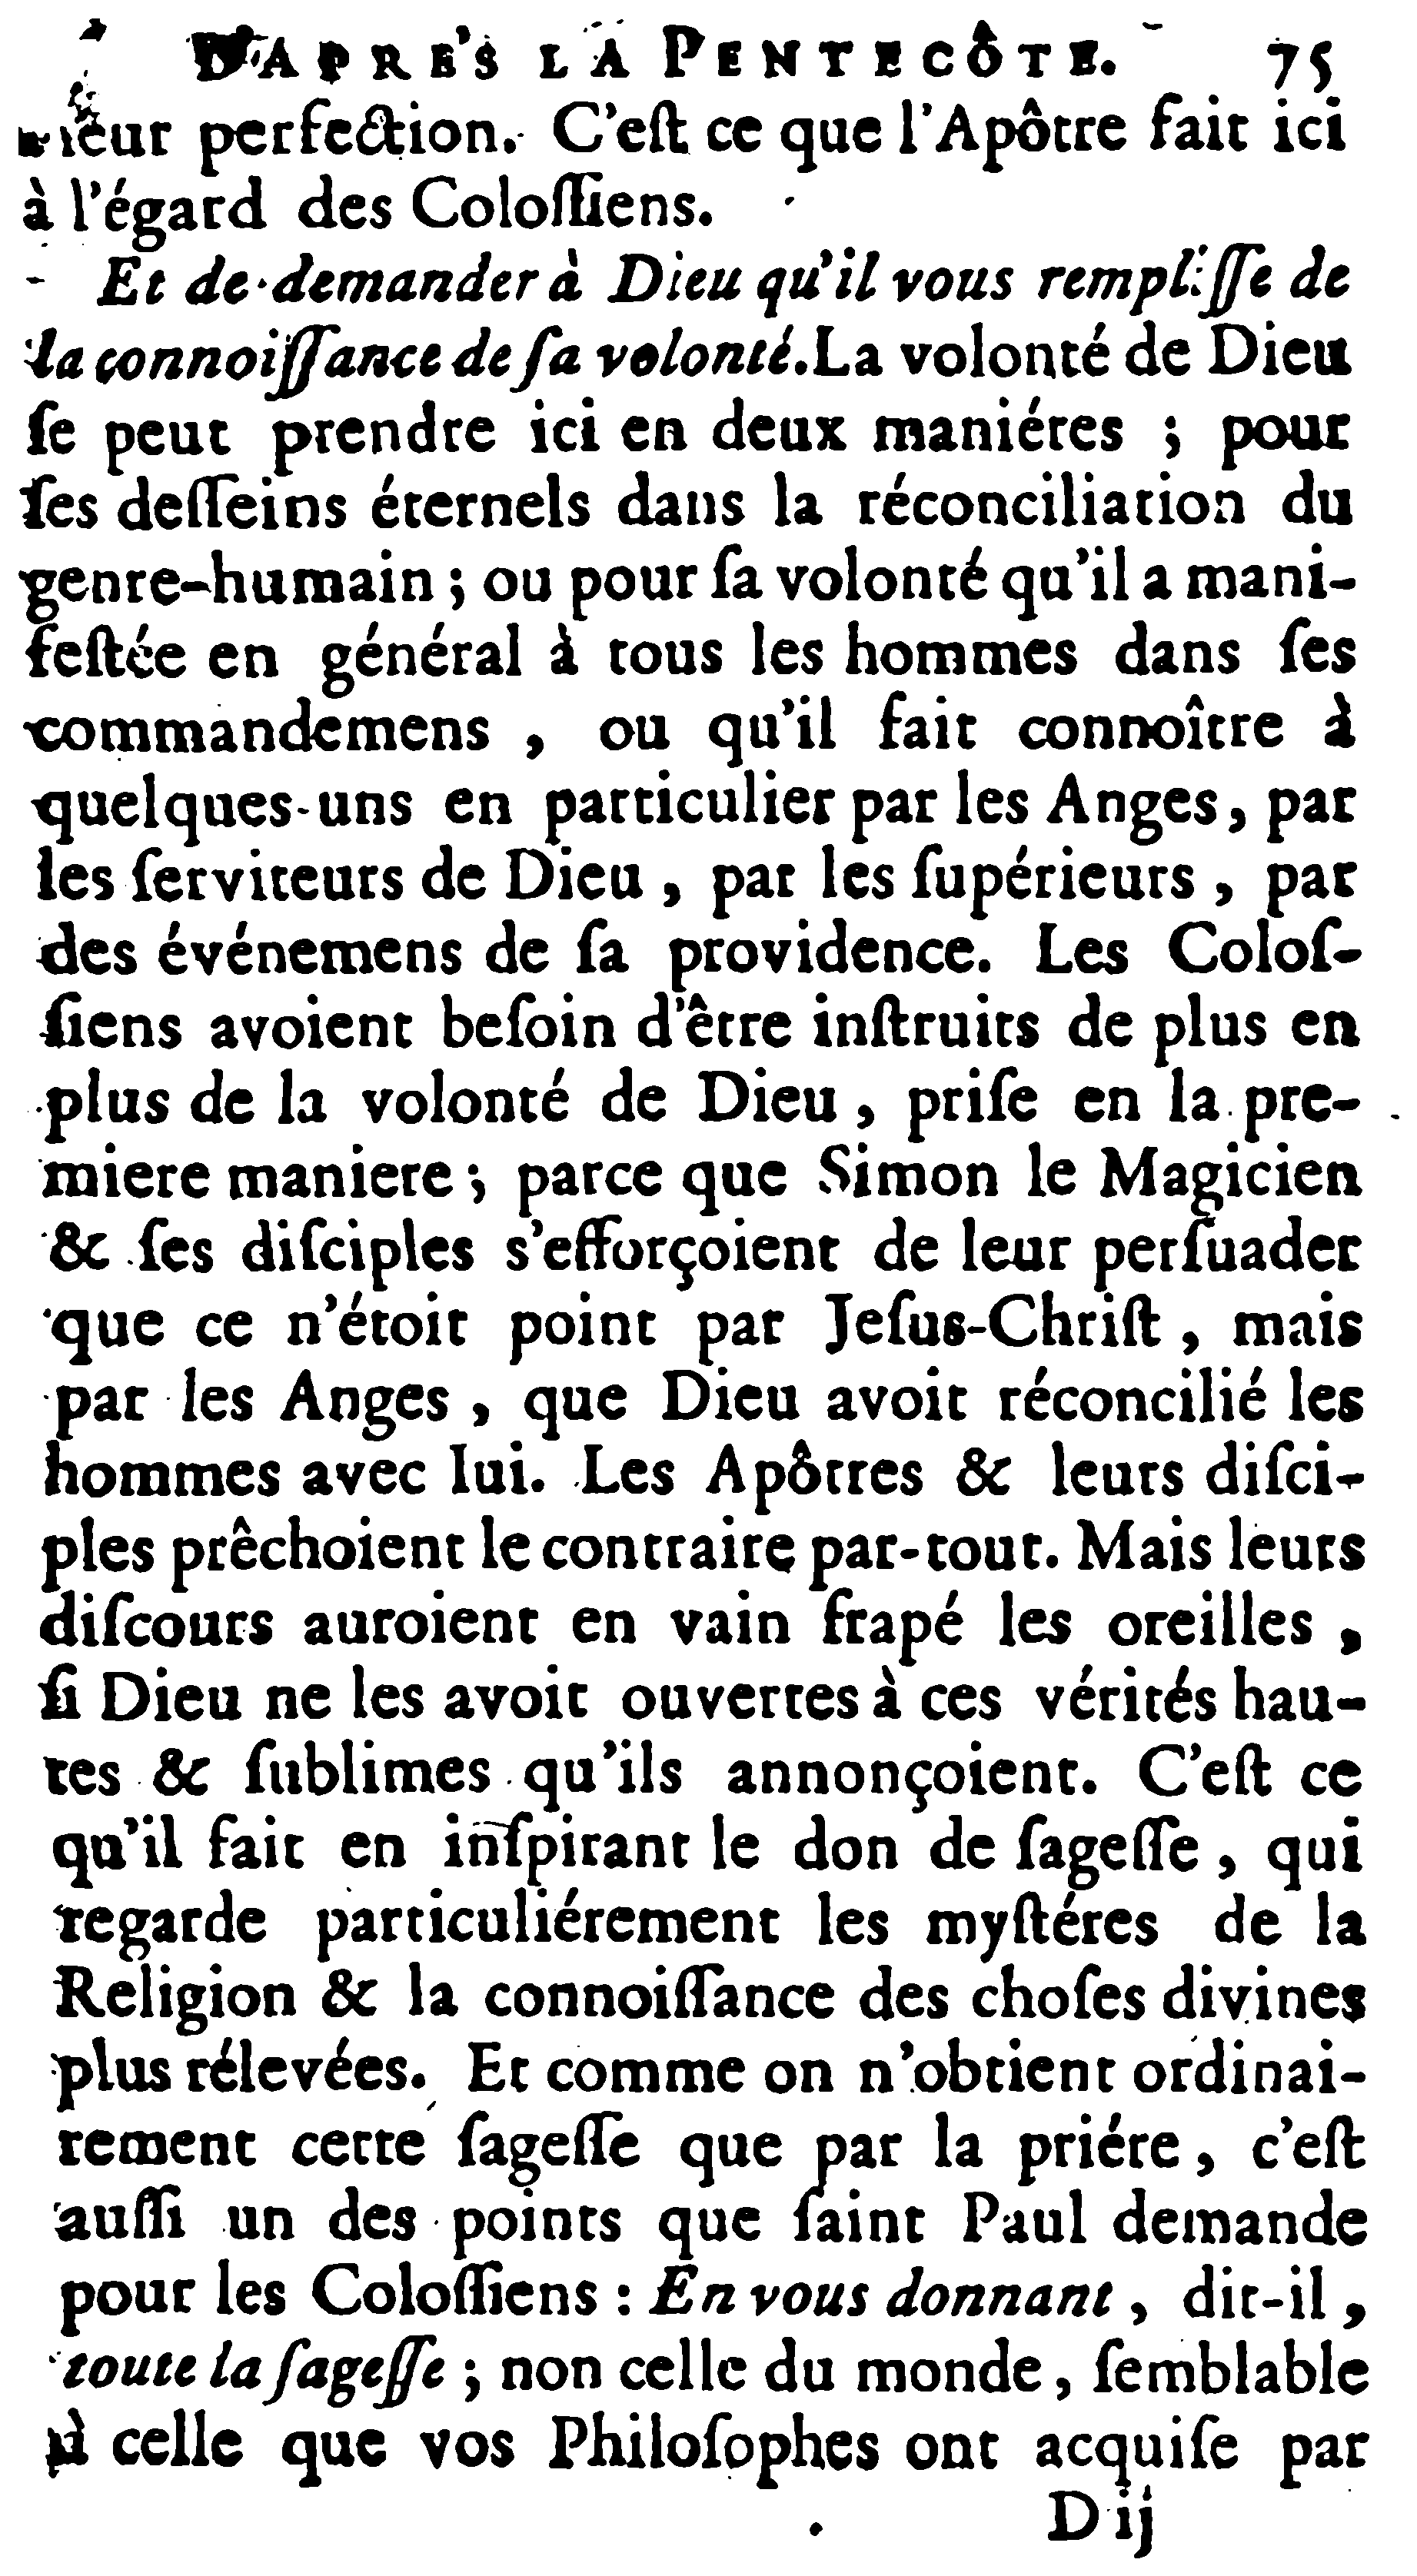 D'APRE'S LA PENTECÔTE. 75
leur perfection. C'eſt ce que l'Apôtre fait ici
à l'égard des Coloſſiens.
Et de demander à Dieu qu'il vous rempliſſe de
la connoiſſance de ſa volonté. La volonté de Dieu
ſe peut prendre ici en deux maniéres ; pour
ſes deſſeins éternels dans la réconciliation du
genre-humain ; ou pour ſa volonté qu'il a mani-
feſtée en général à tous les hommes dans ſes
commandemens , ou qu'il fait connoître à
quelques-uns en particulier par les Anges, par
les ſerviteurs de Dieu , par les ſupérieurs , par
des événemens de ſa providence. Les Coloſ-
ſiens avoient beſoin d'être inſtruits de plus en
plus de la volonté de Dieu , priſe en la pre-
miere maniere ; parce que Simon le Magicien
& ſes diſciples s'efforçoient de leur perſuader
que ce n'étoit point par Jeſus-Chriſt , mais
par les Anges , que Dieu avoit réconcilié les
hommes avec lui. Les Apôtres & leurs diſci-
ples prêchoient le contraire par-tout. Mais leurs
diſcours auroient en vain frapé les oreilles ,
ſi Dieu ne les avoit ouvertes à ces vérités hau-
tes & ſublimes qu'ils annonçoient. C'eſt ce
qu'il fait en inſpirant le don de ſageſſe , qui
regarde particuliérement les myſtéres de la
Religion & la connoiſſance des choſes divines
plus rélevées. Et comme on n'obtient ordinai-
rement cette ſageſſe que par la priére, c'eſt
auſſi un des points que ſaint Paul demande
pour les Coloſſiens : En vous donnant , dit-il ,
toute la ſageſſe ; non celle du monde, ſemblable
à celle que vos Philoſophes ont acquiſe par
D ij